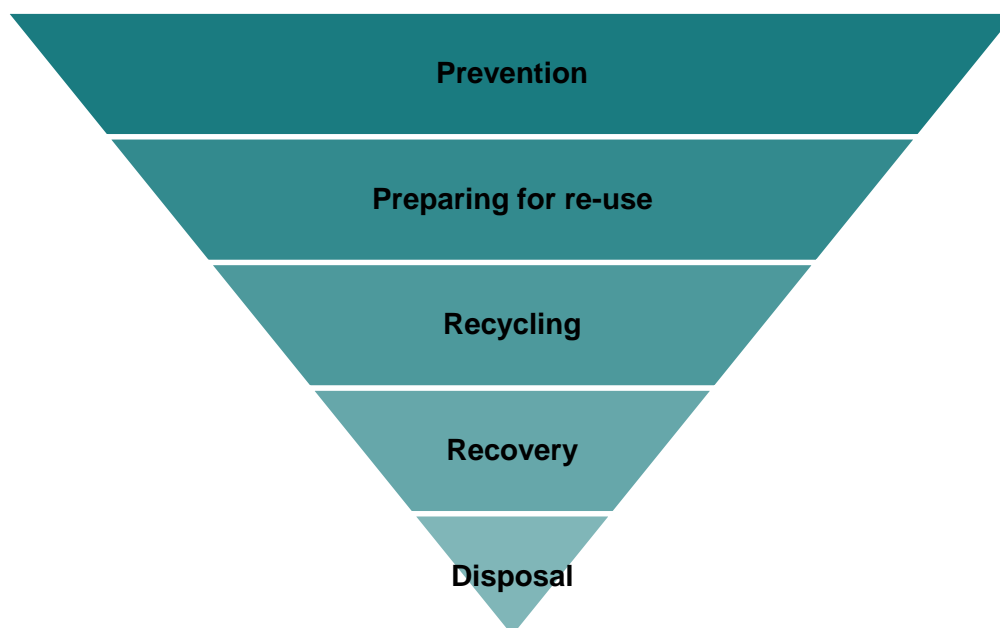 Prevention
Preparing for re-use
Recycling
Recovery
Disposal